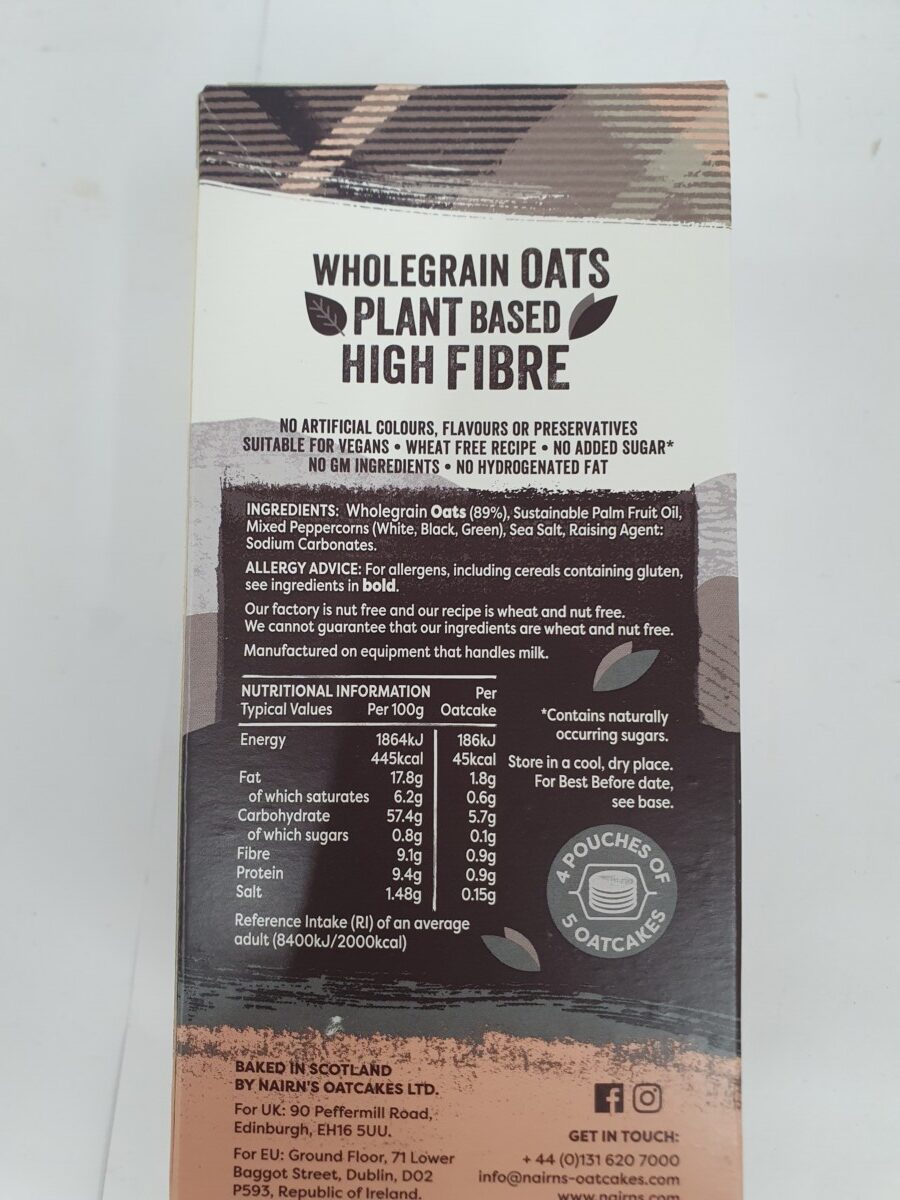 WHOLEGRAIN OATS
PLANT BASED
HIGH FIBRE
NO ARTIFICIAL COLOURS, FLAVOURS OR PRESERVATIVES
SUITABLE FOR VEGANS • WHEAT FREE RECIPE • NO ADDED SUGAR*
NO GM INGREDIENTS • NO HYDROGENATED FAT
INGREDIENTS: Wholegrain Oats (89%), Sustainable Palm Fruit Oil,
Mixed Peppercorns (White, Black, Green), Sea Salt, Raising Agent:
Sodium Carbonates.
ALLERGY ADVICE: For allergens, including cereals containing gluten,
see ingredients in bold.
Our factory is nut free and our recipe is wheat and nut free.
We cannot guarantee that our ingredients are wheat and nut free.
Manufactured on equipment that handles milk.
NUTRITIONAL INFORMATION Per
Typical Values Per 100g Oatcake
Energy 1864kJ 186kJ
445kcal 45kcal
Fat 17.8g 1.8g
of which saturates 6.2g 0.6g
Carbohydrate 57.4g 5.7g
of which sugars 0.8g 0.1g
Fibre 9.1g 0.9g
Protein 9.4g 0.9g
Salt 1.48g 0.15g
Reference Intake (RI) of an average
adult (8400kJ/2000kcal)
*Contains naturally
occurring sugars.
Store in a cool, dry place.
For Best Before date,
see base.
4 POUCHES OF
5 OATCAKES
BAKED IN SCOTLAND
BY NAIRN'S OATCAKES LTD.
For UK: 90 Peffermill Road,
Edinburgh, EH16 5UU.
For EU: Ground Floor, 71 Lower
Baggot Street, Dublin, D02
P593, Republic of Ireland.
GET IN TOUCH:
+ 44 (0)131 620 7000
info@nairns-oatcakes.com
www.nairns.com